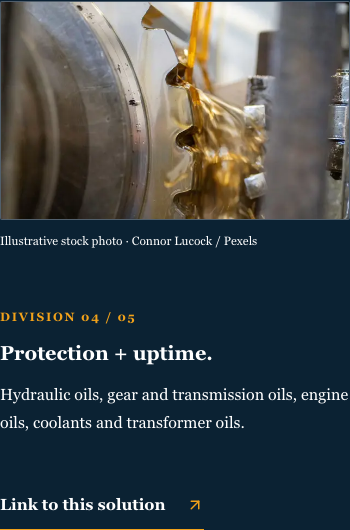 Illustrative stock photo · Connor Lucock / Pexels
DIVISION 04 / 05
Protection + uptime.
Hydraulic oils, gear and transmission oils, engine
oils, coolants and transformer oils.
Link to this solution ↗